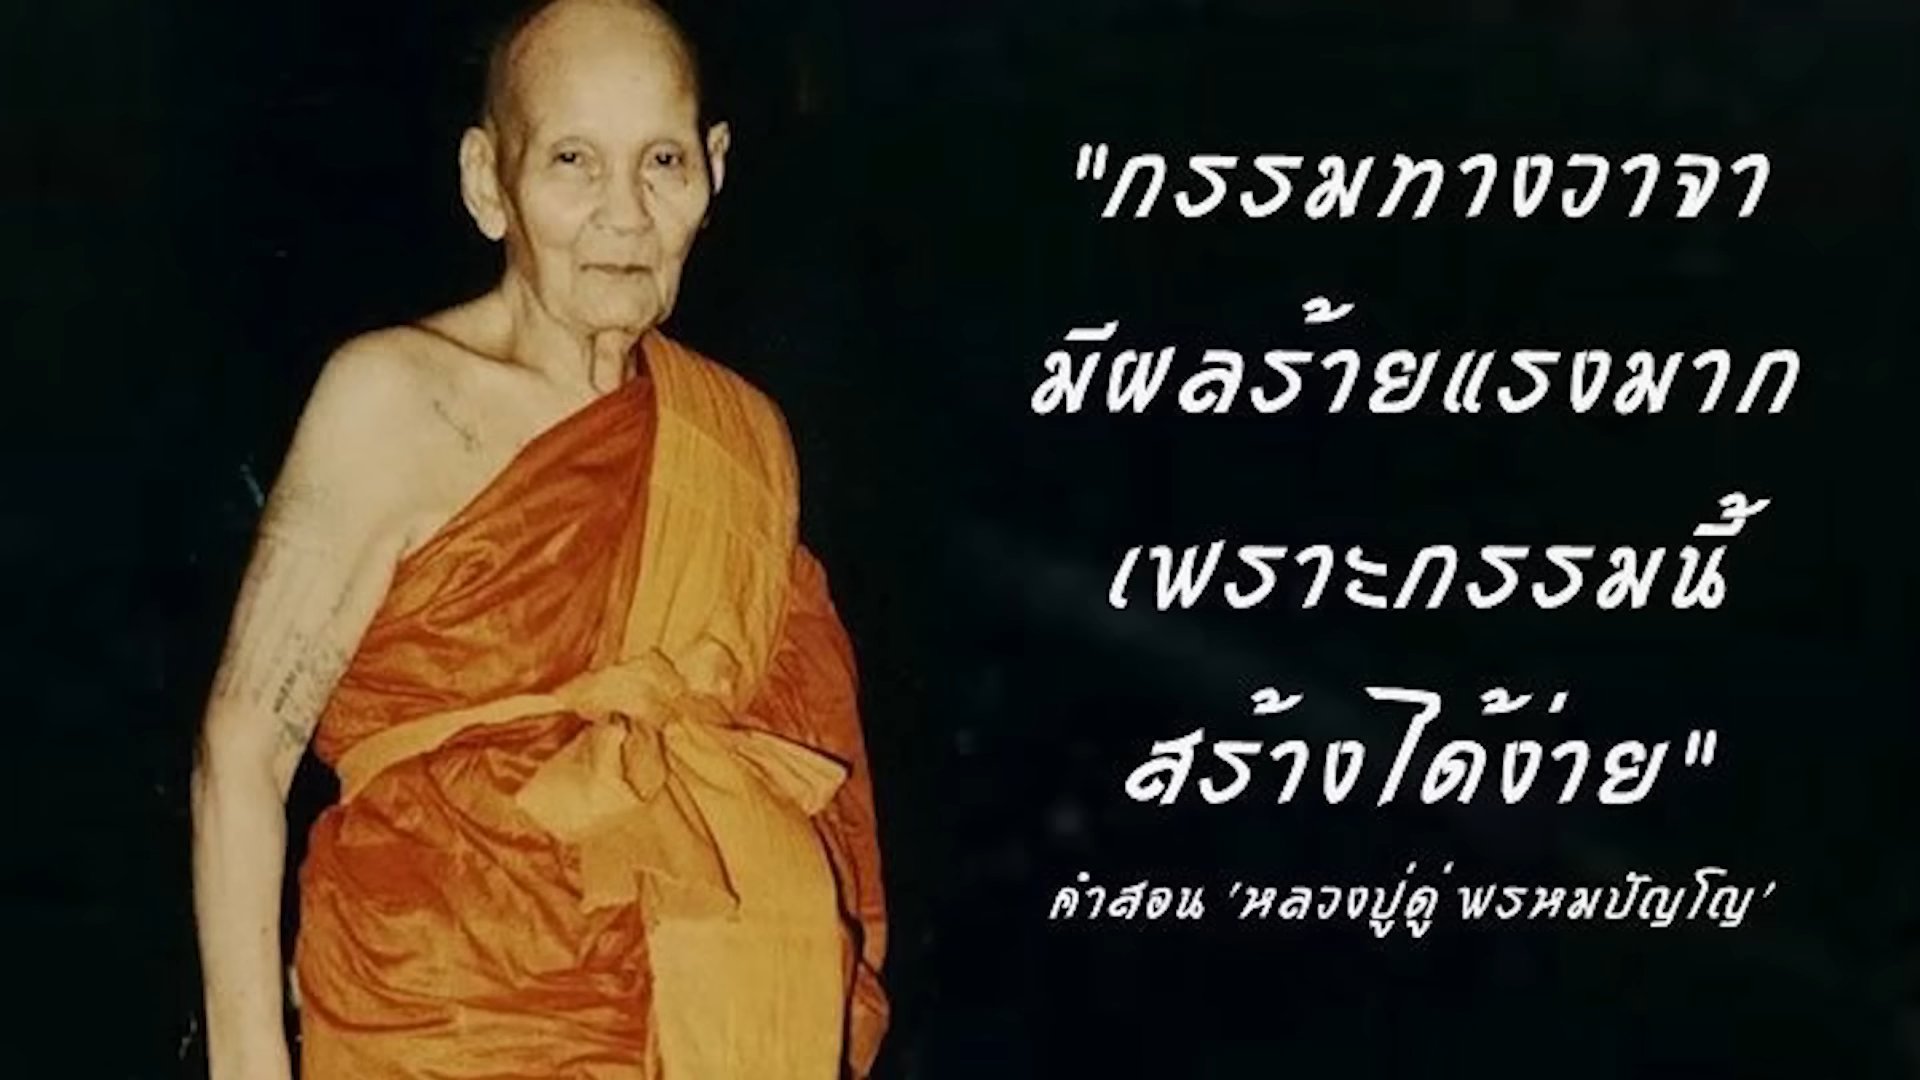 "กรรมทางวาจา
มีผลร้ายแรงมาก
เพราะกรรมนี้
สร้างได้ง่าย"
คำสอน 'หลวงปู่ดู่ พรหมปัญโญ'